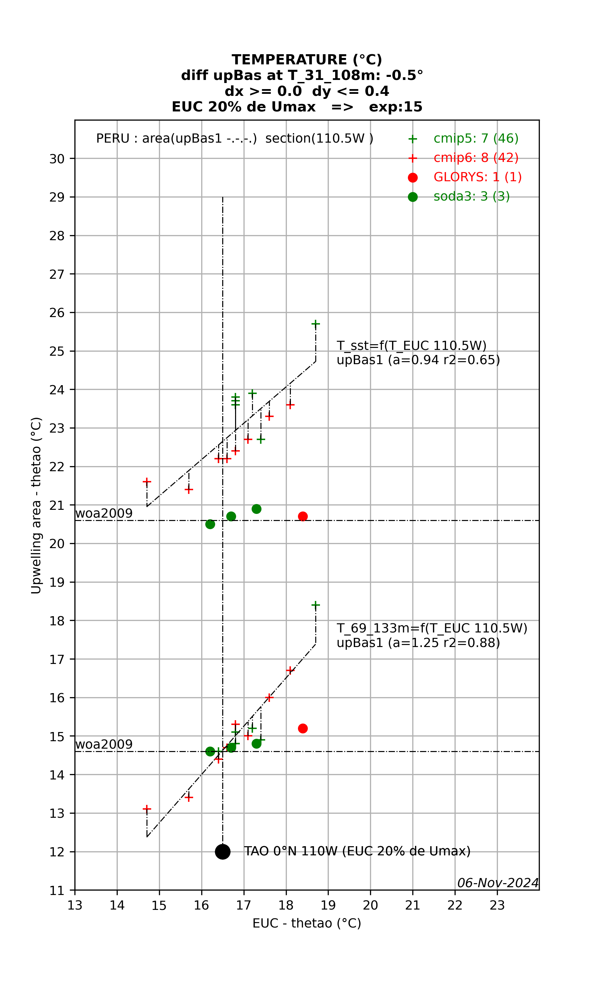 TEMPERATURE (°C)
diff upBas at T_31_108m: -0.5°
dx >= 0.0  dy <= 0.4
EUC 20% de Umax   =>   exp:15
PERU : area(upBas1 -.-.-.)  section(110.5W )
cmip5: 7 (46)
cmip6: 8 (42)
GLORYS: 1 (1)
soda3: 3 (3)
30
29
28
27
26
25
24
23
22
21
20
19
18
17
16
15
14
13
12
11
Upwelling area - thetao (°C)
T_sst=f(T_EUC 110.5W)
upBas1 (a=0.94 r2=0.65)
woa2009
T_69_133m=f(T_EUC 110.5W)
upBas1 (a=1.25 r2=0.88)
woa2009
TAO 0°N 110W (EUC 20% de Umax)
06-Nov-2024
13 14 15 16 17 18 19 20 21 22 23
EUC - thetao (°C)